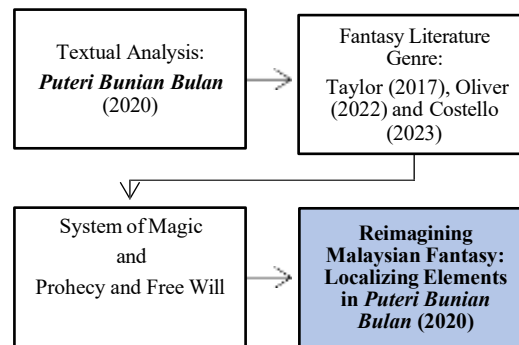 Textual Analysis:
Puteri Bunian Bulan
(2020)
Fantasy Literature
Genre:
Taylor (2017), Oliver
(2022) and Costello
(2023)
System of Magic
and
Prophecy and Free Will
Reimagining
Malaysian Fantasy:
Localizing Elements
in Puteri Bunian
Bulan (2020)